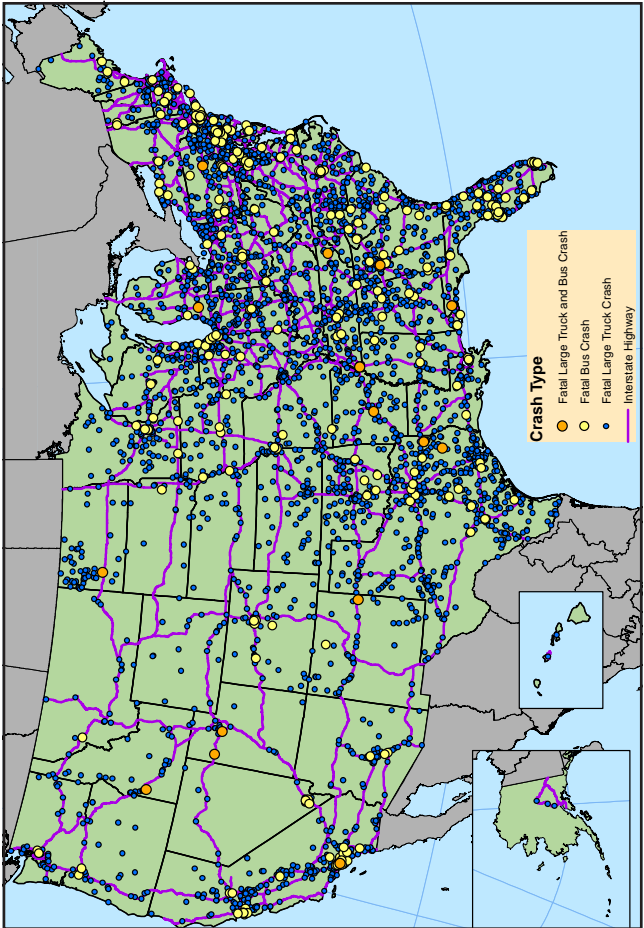 Crash Type
Fatal Large Truck and Bus Crash
Fatal Bus Crash
Fatal Large Truck Crash
Interstate Highway